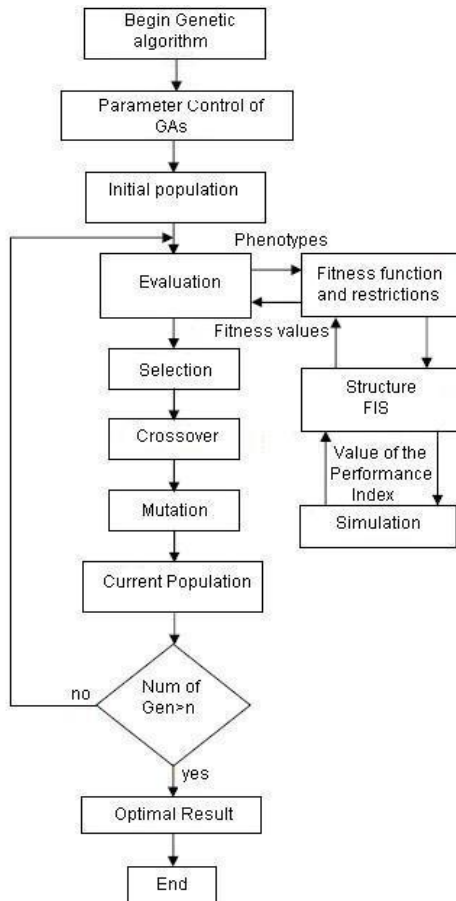 Begin Genetic
algorithm
Parameter Control of
GAs
Initial population
Phenotypes
Evaluation
Fitness function
and restrictions
Fitness values
Selection
Structure
FIS
Crossover
Value of the
Performance
Index
Mutation
Simulation
Current Population
no
Num of
Gen>n
yes
Optimal Result
End